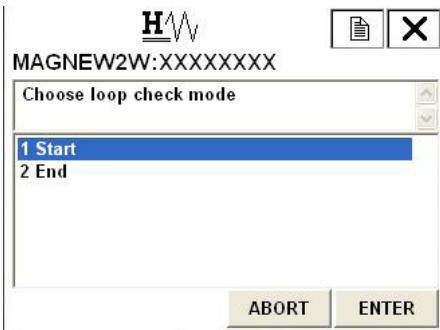 H
MAGNEW2W:XXXXXXXX
Choose loop check mode
1 Start
2 End
ABORT ENTER